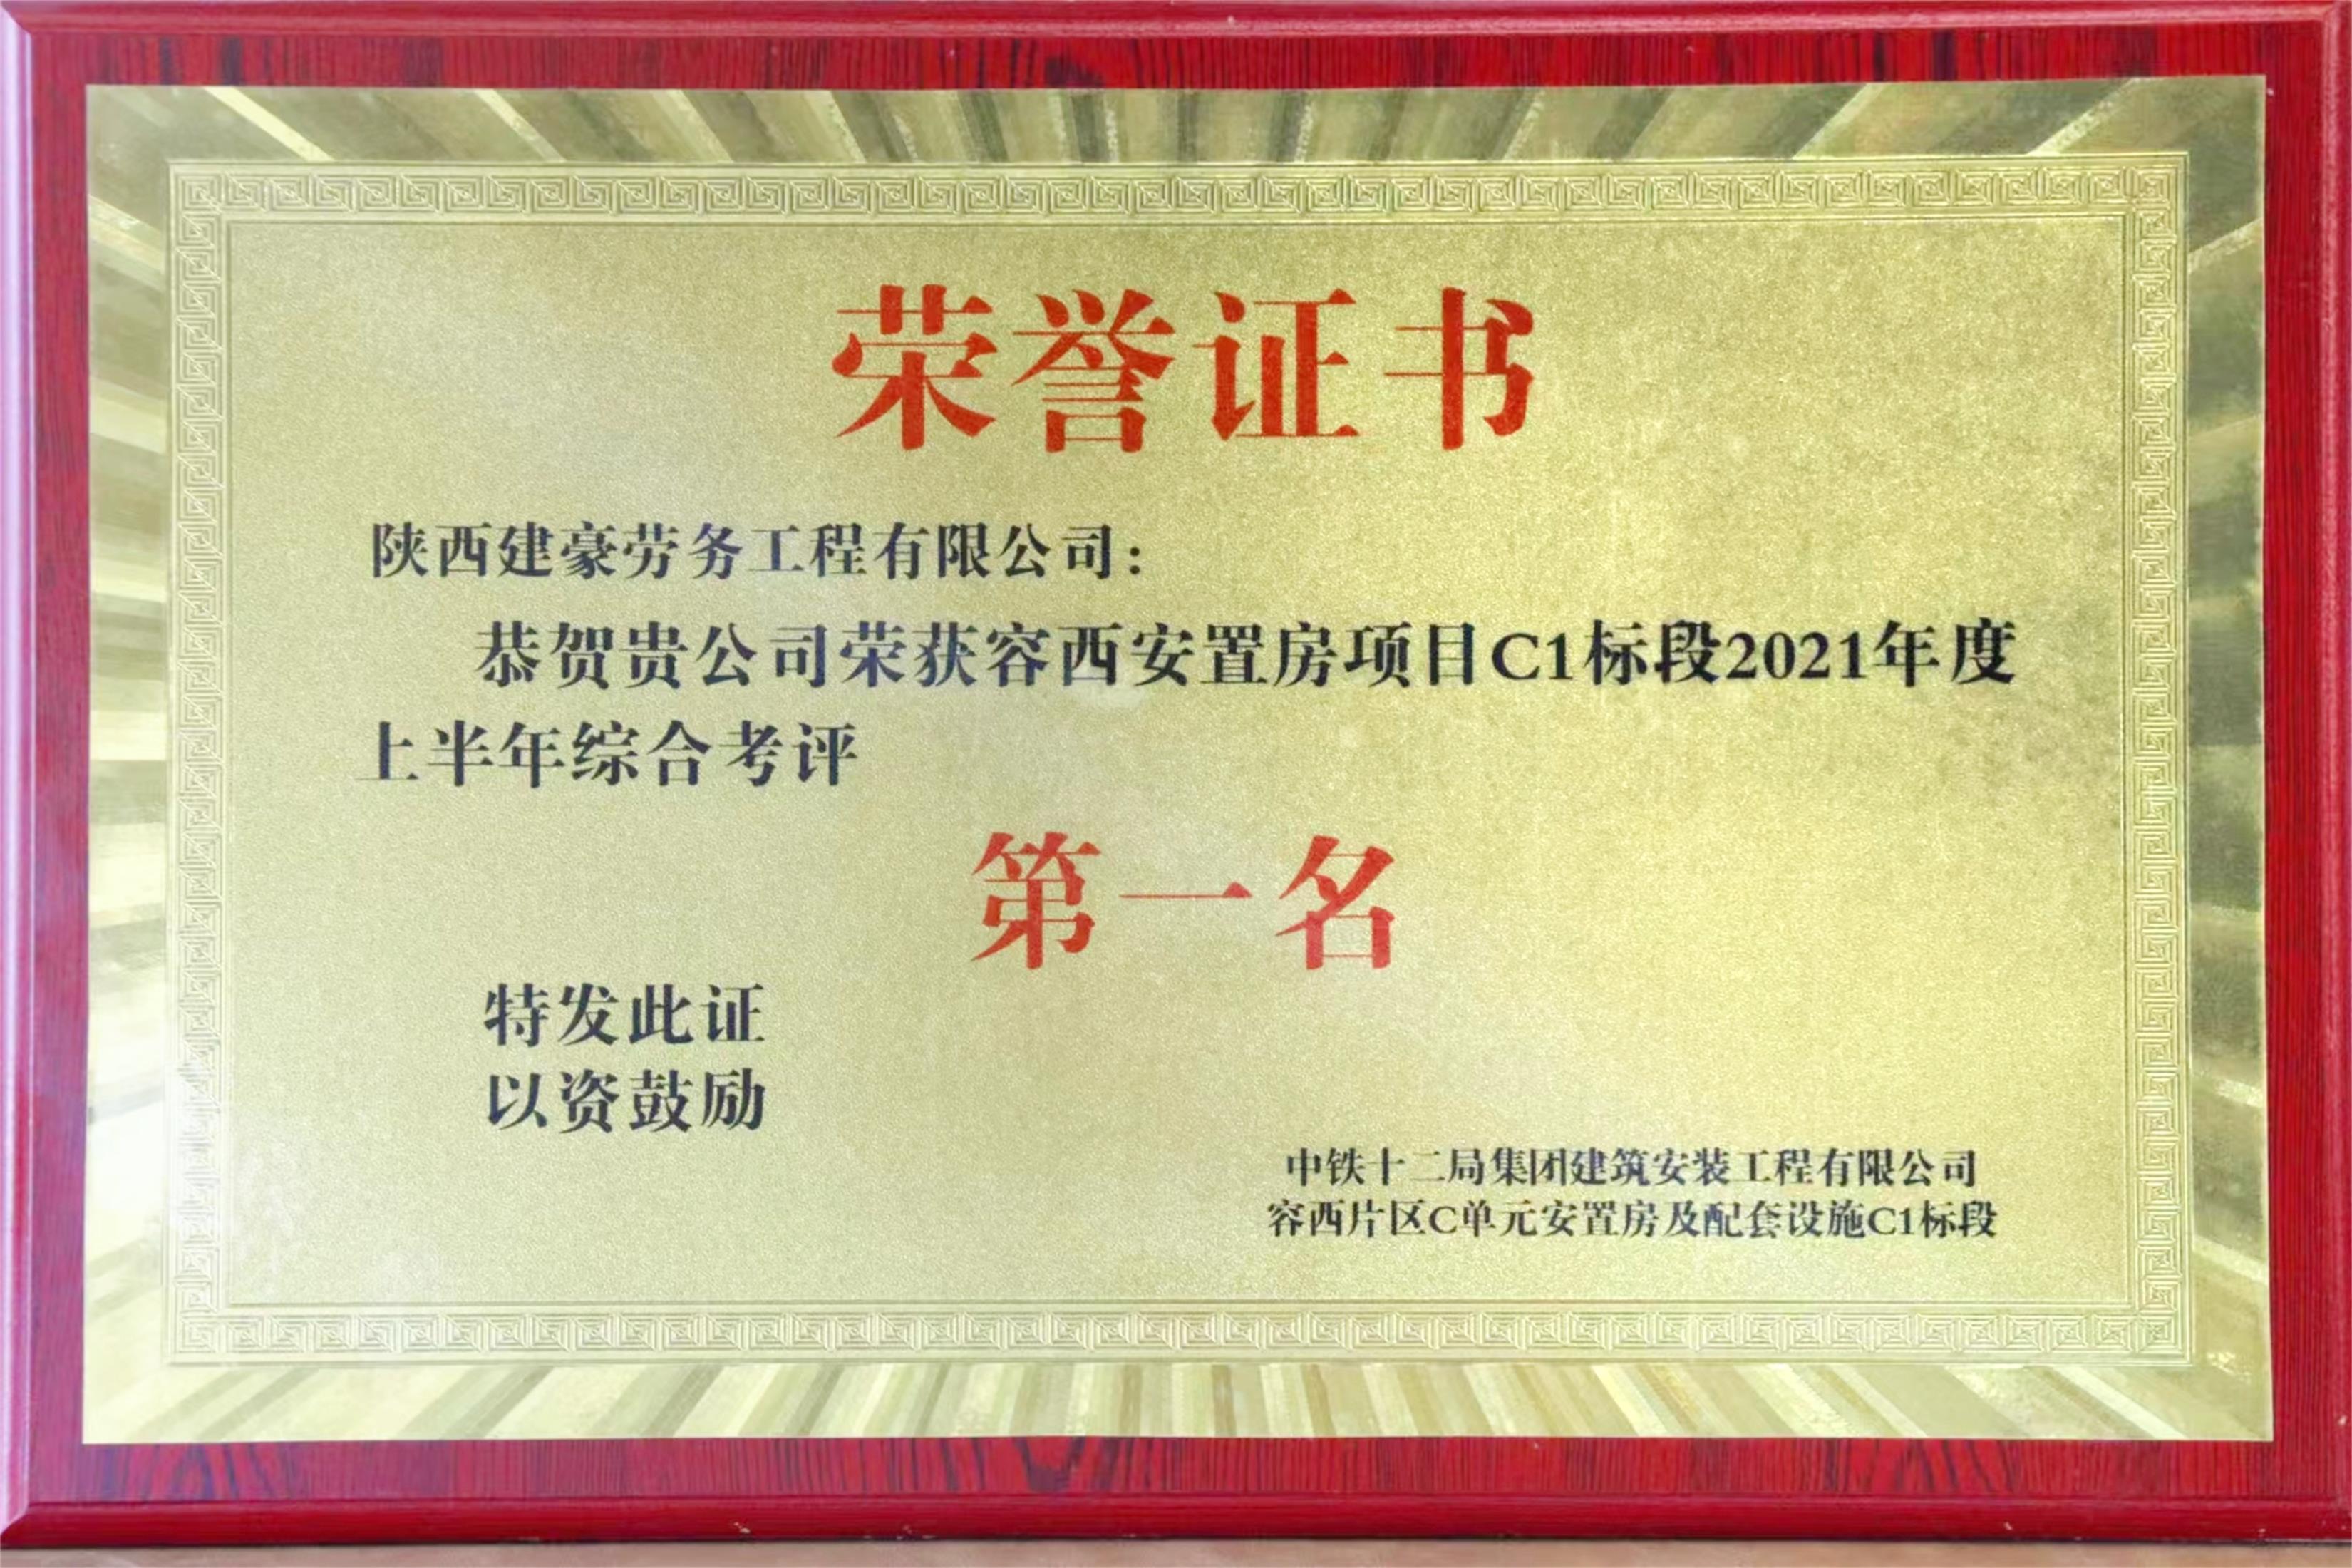 荣誉证书
陕西建豪劳务工程有限公司：
恭贺贵公司荣获容西安置房项目C1标段2021年度
上半年综合考评
第一名
特发此证
以资鼓励
中铁十二局集团建筑安装工程有限公司
容西片区C单元安置房及配套设施C1标段